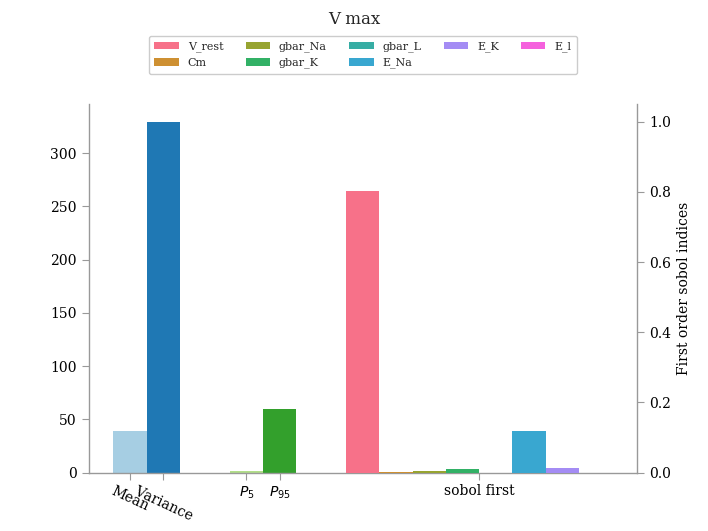 V max
V_rest gbar_Na gbar_L E_K E_l
Cm gbar_K E_Na
300
250
200
150
100
50
0
1.0
0.8
0.6
0.4
0.2
0.0
First order sobol indices
Mean Variance P5 P95 sobol first